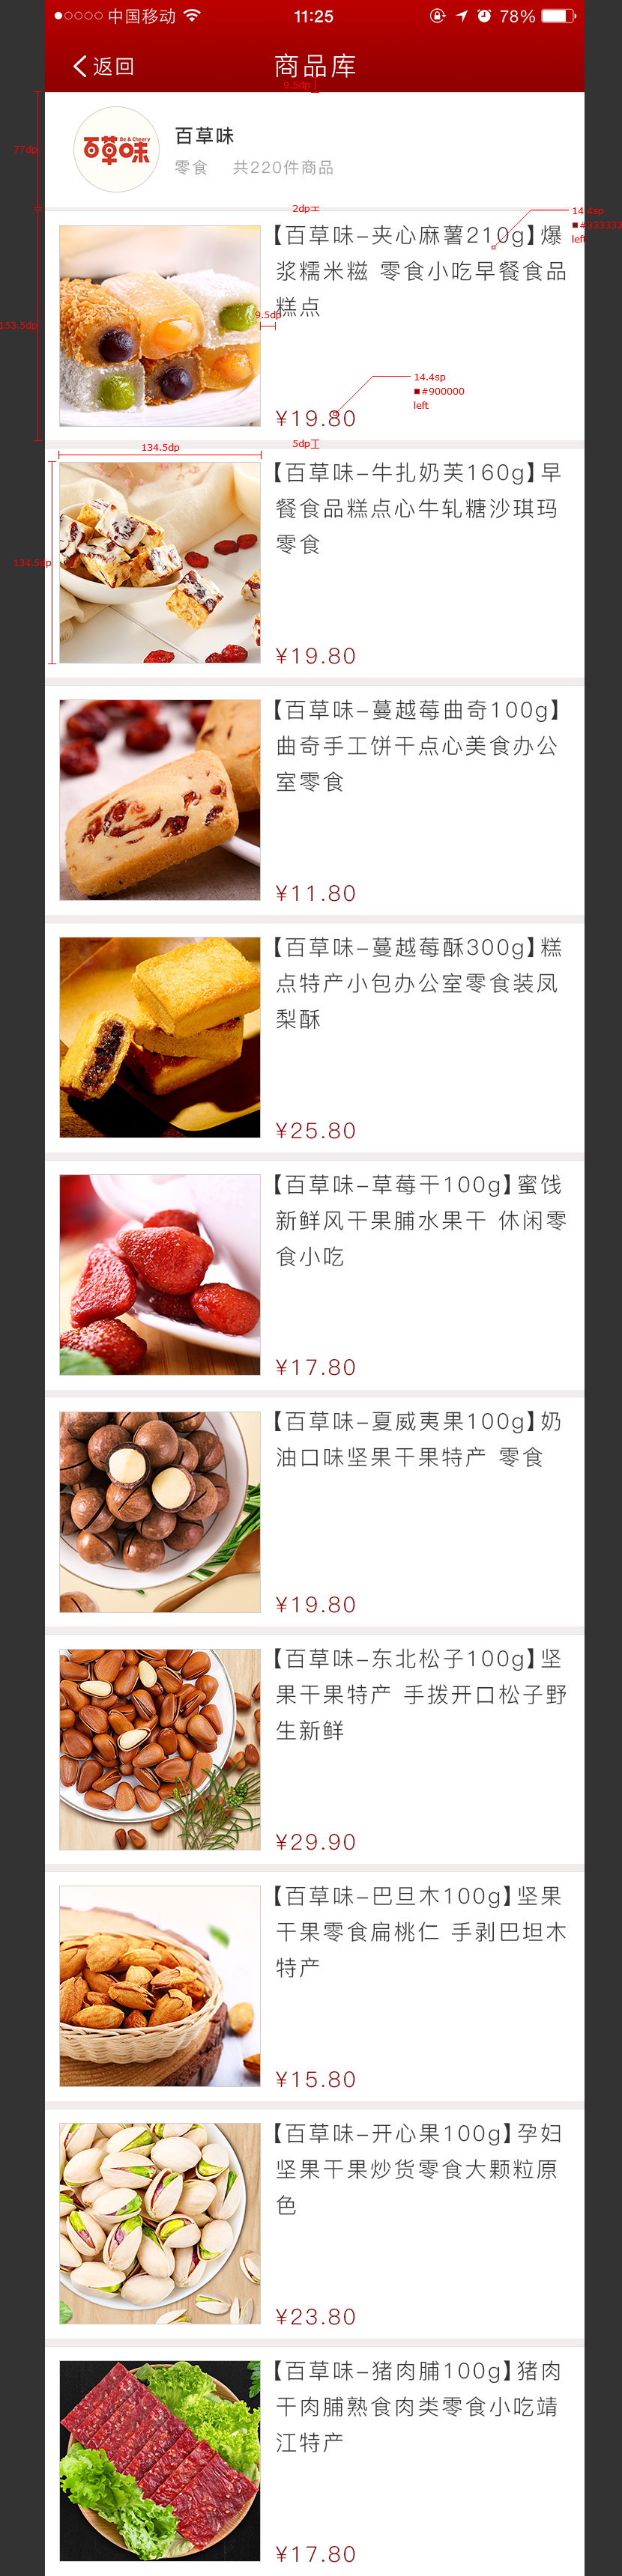 中国移动 11:25 78%
返回 商品库
9.5dp
77dp
百草味 Be & Cheery
百草味
零食 共220件商品
2dp
14.4sp
#333333
left
【百草味-夹心麻薯210g】爆
浆糯米糍 零食小吃早餐食品
糕点
9.5dp
153.5dp
14.4sp
#900000
left
¥19.80
5dp
134.5dp
134.5dp
【百草味-牛扎奶芙160g】早
餐食品糕点心牛轧糖沙琪玛
零食
¥19.80
【百草味-蔓越莓曲奇100g】
曲奇手工饼干点心美食办公
室零食
¥11.80
【百草味-蔓越莓酥300g】糕
点特产小包办公室零食装凤
梨酥
¥25.80
【百草味-草莓干100g】蜜饯
新鲜风干果脯水果干 休闲零
食小吃
¥17.80
【百草味-夏威夷果100g】奶
油口味坚果干果特产 零食
¥19.80
【百草味-东北松子100g】坚
果干果特产 手拨开口松子野
生新鲜
¥29.90
【百草味-巴旦木100g】坚果
干果零食扁桃仁 手剥巴坦木
特产
¥15.80
【百草味-开心果100g】孕妇
坚果干果炒货零食大颗粒原
色
¥23.80
【百草味-猪肉脯100g】猪肉
干肉脯熟食肉类零食小吃靖
江特产
¥17.80